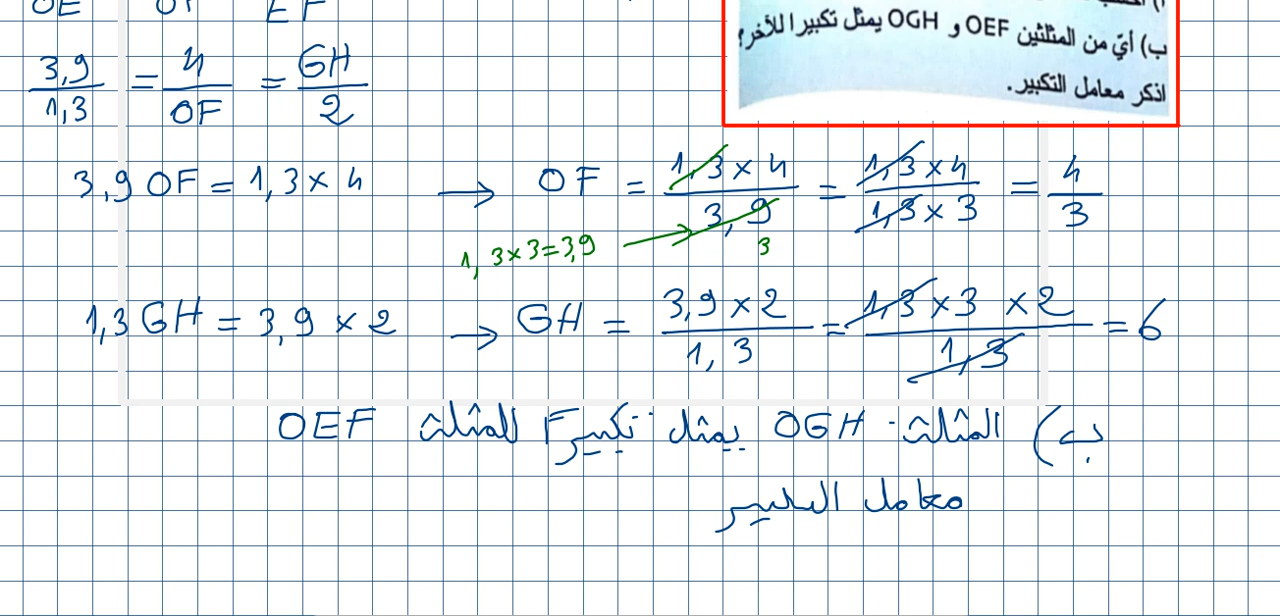 OE OF EF
أ) احسب
ب) أيّ من المثلثين OEF و OGH يمثل تكبيرا للآخر؟
اذكر معامل التكبير.
3,9/1,3 = 4/OF = GH/2
3,9 OF = 1,3 × 4 → OF = 1,3 × 4/3,9 = 1,3 × 4/1,3 × 3 = 4/3
1,3 × 3 = 3,9 → 3
1,3 GH = 3,9 × 2 → GH = 3,9 × 2/1,3 = 1,3 × 3 × 2/1,3 = 6
ب) المثلث OGH يمثل تكبيرا للمثلث OEF
معامل التكبير